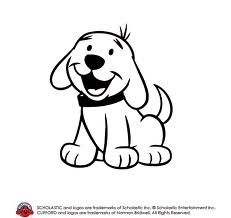 SCHOLASTIC and logos are trademarks of Scholastic Inc. © Scholastic Entertainment Inc.
CLIFFORD and logos are trademarks of Norman Bridwell. All Rights Reserved.